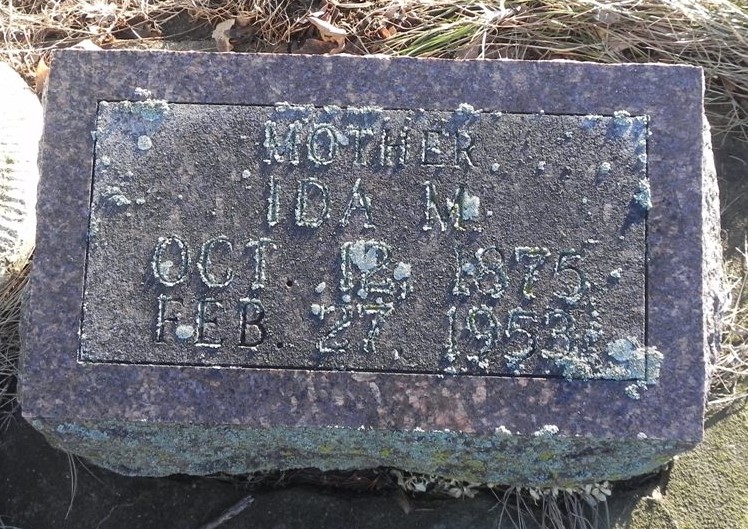 MOTHER
IDA M.
OCT. 12, 1875
FEB. 27 1953